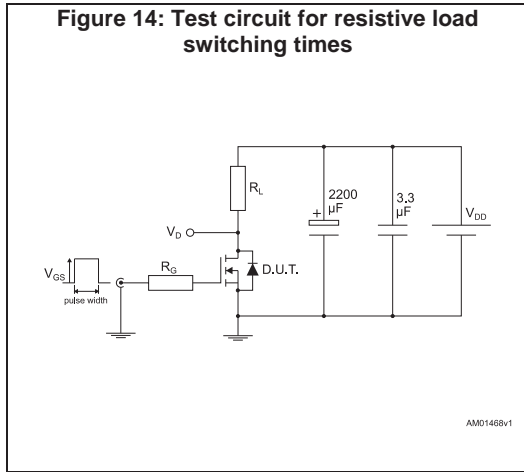 Figure 14: Test circuit for resistive load
switching times
2200
µF
+
3.3
µF
VDD
RL
VD
VGS
RG
D.U.T.
pulse width
AM01468v1